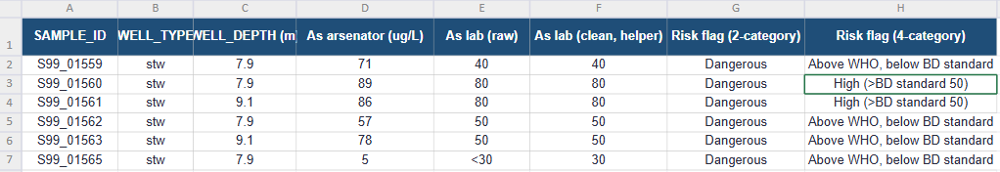 A B C D E F G H
1 SAMPLE_ID WELL_TYPE WELL_DEPTH (m As arsenator (ug/L) As lab (raw) As lab (clean, helper) Risk flag (2-category) Risk flag (4-category)
2 S99_01559 stw 7.9 71 40 40 Dangerous Above WHO, below BD standard
3 S99_01560 stw 7.9 89 80 80 Dangerous High (>BD standard 50)
4 S99_01561 stw 9.1 86 80 80 Dangerous High (>BD standard 50)
5 S99_01562 stw 7.9 57 50 50 Dangerous Above WHO, below BD standard
6 S99_01563 stw 9.1 78 50 50 Dangerous Above WHO, below BD standard
7 S99_01565 stw 7.9 5 <30 30 Dangerous Above WHO, below BD standard